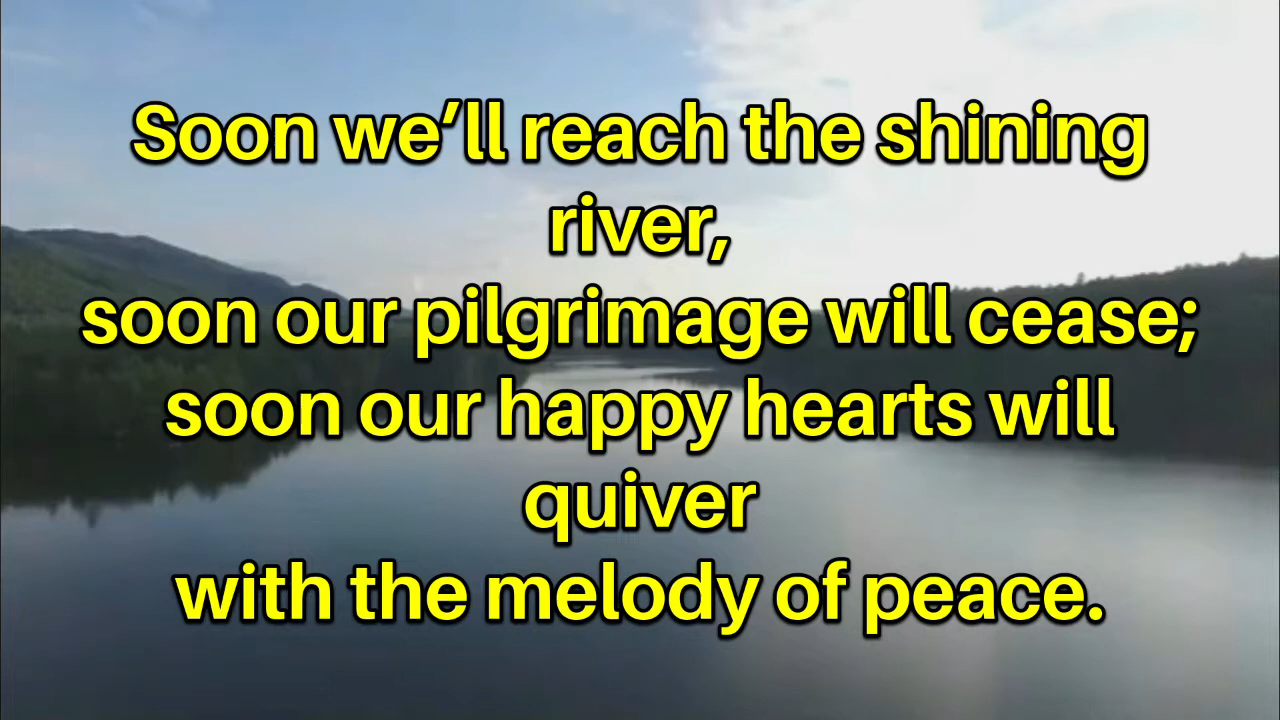 Soon we’ll reach the shining
river,
soon our pilgrimage will cease;
soon our happy hearts will
quiver
with the melody of peace.